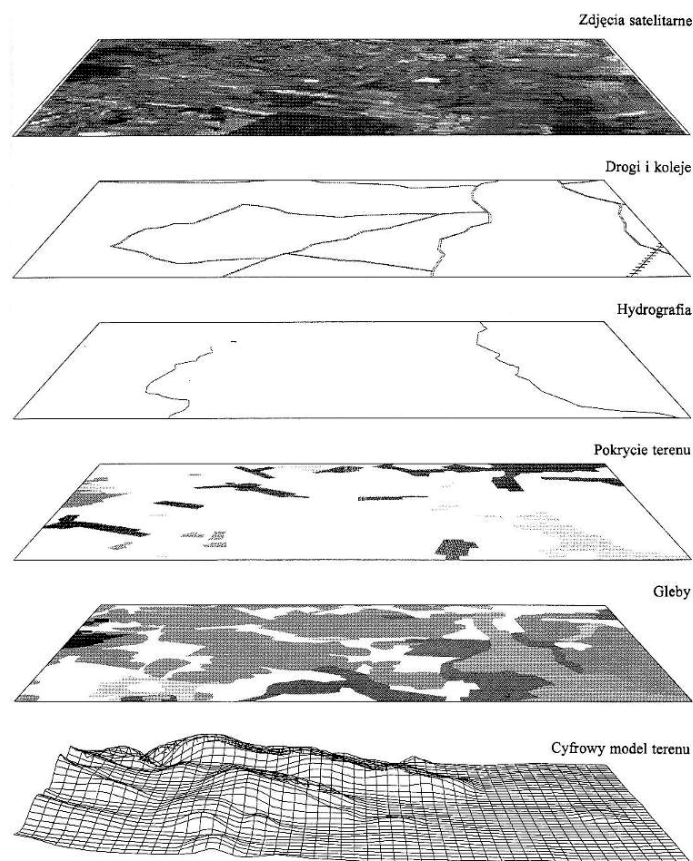 Zdjęcia satelitarne
Drogi i koleje
Hydrografia
Pokrycie terenu
Gleby
Cyfrowy model terenu